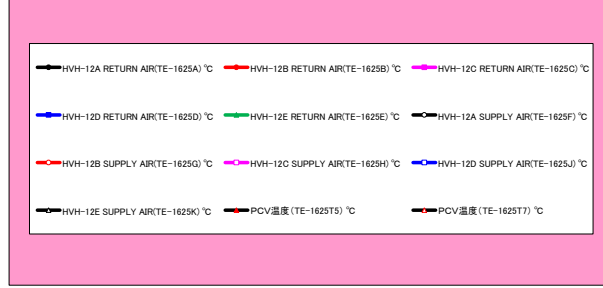 HVH-12A RETURN AIR(TE-1625A) ℃ HVH-12B RETURN AIR(TE-1625B) ℃ HVH-12C RETURN AIR(TE-1625C) ℃
HVH-12D RETURN AIR(TE-1625D) ℃ HVH-12E RETURN AIR(TE-1625E) ℃ HVH-12A SUPPLY AIR(TE-1625F) ℃
HVH-12B SUPPLY AIR(TE-1625G) ℃ HVH-12C SUPPLY AIR(TE-1625H) ℃ HVH-12D SUPPLY AIR(TE-1625J) ℃
HVH-12E SUPPLY AIR(TE-1625K) ℃ PCV温度(TE-1625T5) ℃ PCV温度(TE-1625T7) ℃